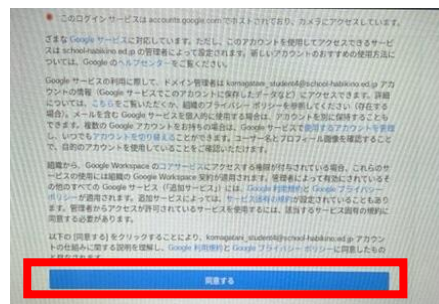 このログイン サービスは accounts.google.com でホストされており、カメラにアクセスしています。
ざまな Google サービスに対応しています。ただし、このアカウントを使用してアクセスできるサービ
スは school-habikino.ed.jp の管理者によって設定されます。新しいアカウントのおすすめの使用方法に
ついては、Google のヘルプセンターをご覧ください。
Google サービスの利用に際して、ドメイン管理者は komagatani_student4@school-habikino.ed.jp アカ
ウントの情報（Google サービスでこのアカウントに保存したデータなど）にアクセスできます。詳細
については、こちらをご覧いただくか、組織のプライバシー ポリシーを参照してください（存在する
場合）。メールを含む Google サービスを個人的に使用する場合は、アカウントを別に保持することも
できます。複数の Google アカウントをお持ちの場合は、Google サービスで使用するアカウントを管理
し、いつでもアカウントを切り替えることができます。ユーザー名とプロフィール画像を確認すること
で、目的のアカウントを使用していることをご確認いただけます。
組織から、Google Workspace のコアサービスにアクセスする権限が付与されている場合、これらのサ
ービスの使用には組織の Google Workspace 契約が適用されます。管理者によって有効にされているそ
の他のすべての Google サービス（「追加サービス」）には、Google 利用規約と Google プライバシー
ポリシーが適用されます。追加サービスによっては、サービス固有の規約が設定されていることもあり
ます。管理者からアクセスが許可されているサービスを使用するには、該当するサービス固有の規約に
同意する必要があります。
以下の [同意する] をクリックすることにより、komagatani_student4@school-habikino.ed.jp アカウン
トの仕組みに関する説明を理解し、Google 利用規約と Google プライバシー ポリシーに同意したもの
同意する